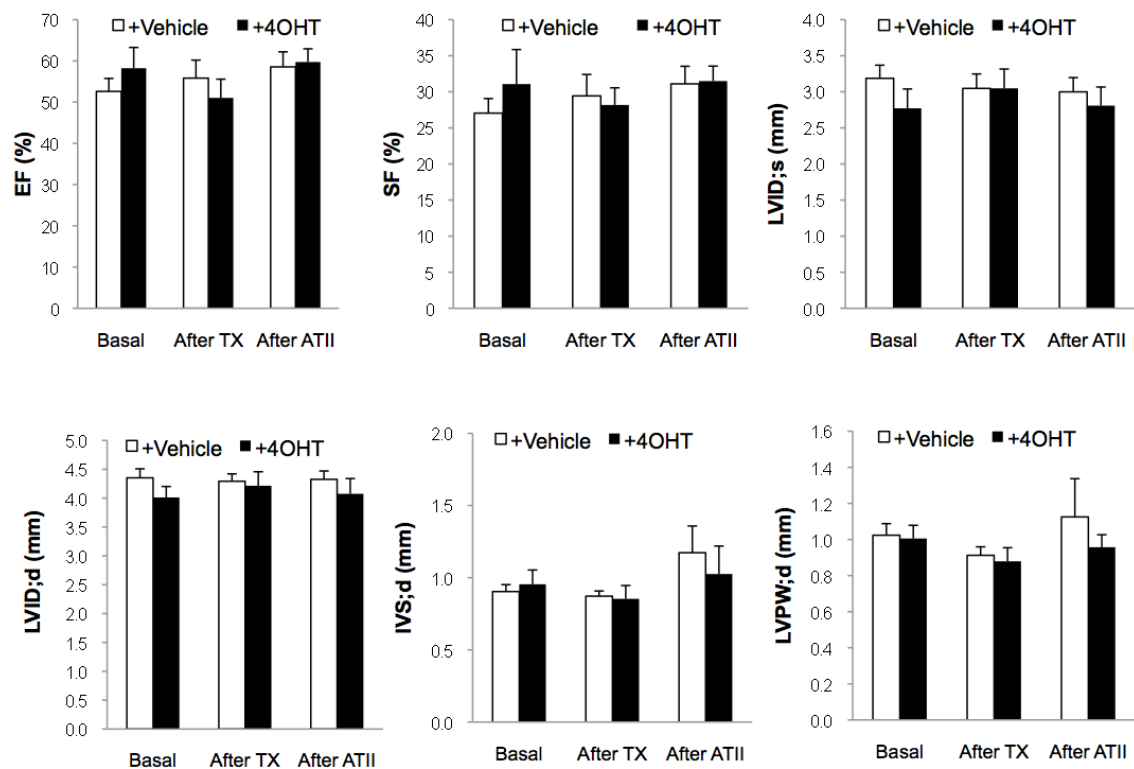 +Vehicle +4OHT
EF (%)
70
60
50
40
30
20
10
0
Basal After TX After ATII
+Vehicle +4OHT
SF (%)
40
35
30
25
20
15
10
5
0
Basal After TX After ATII
+Vehicle +4OHT
LVID;s (mm)
4.0
3.5
3.0
2.5
2.0
1.5
1.0
0.5
0.0
Basal After TX After ATII
+Vehicle +4OHT
LVID;d (mm)
5.0
4.5
4.0
3.5
3.0
2.5
2.0
1.5
1.0
0.5
0.0
Basal After TX After ATII
+Vehicle +4OHT
IVS;d (mm)
2.0
1.5
1.0
0.5
0.0
Basal After TX After ATII
+Vehicle +4OHT
LVPW;d (mm)
1.6
1.4
1.2
1.0
0.8
0.6
0.4
0.2
0.0
Basal After TX After ATII